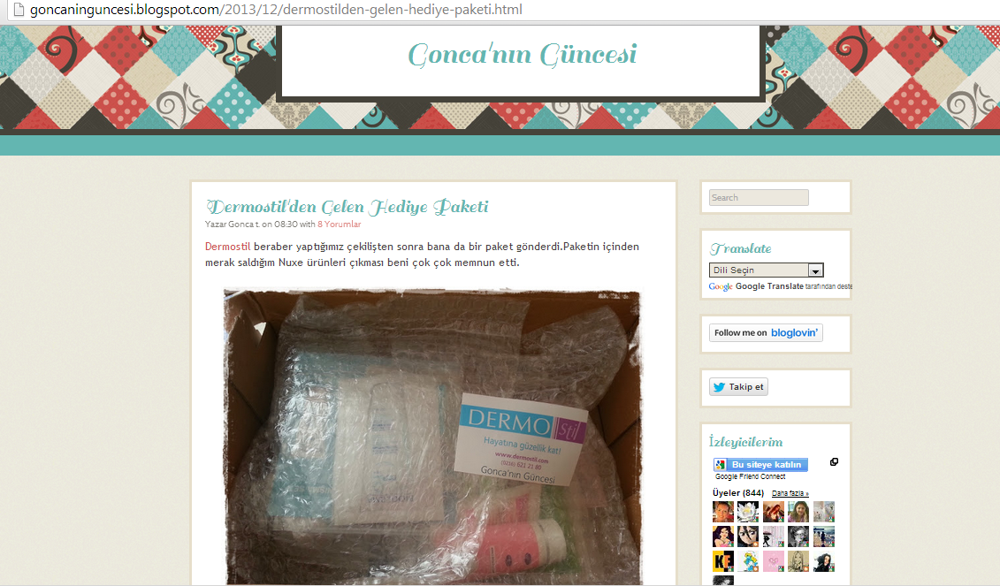 goncaninguncesi.blogspot.com/2013/12/dermostilden-gelen-hediye-paketi.html
Gonca'nın Güncesi
Dermostil'den Gelen Hediye Paketi
Yazar Gonca t. on 08:30 with 8 Yorumlar
Dermostil beraber yaptığımız çekilişten sonra bana da bir paket gönderdi.Paketin içinden
merak saldığım Nuxe ürünleri çıkması beni çok çok memnun etti.
DERMO stil
Hayatına güzellik kat!
www.dermostil.com
(0216) 621 21 80
Gonca'nın Güncesi
Search
Translate
Dili Seçin
Google Google Translate tarafından deste
Follow me on bloglovin'
Takip et
İzleyicilerim
Bu siteye katılın
Google Friend Connect
Üyeler (844) Daha fazla »
KF